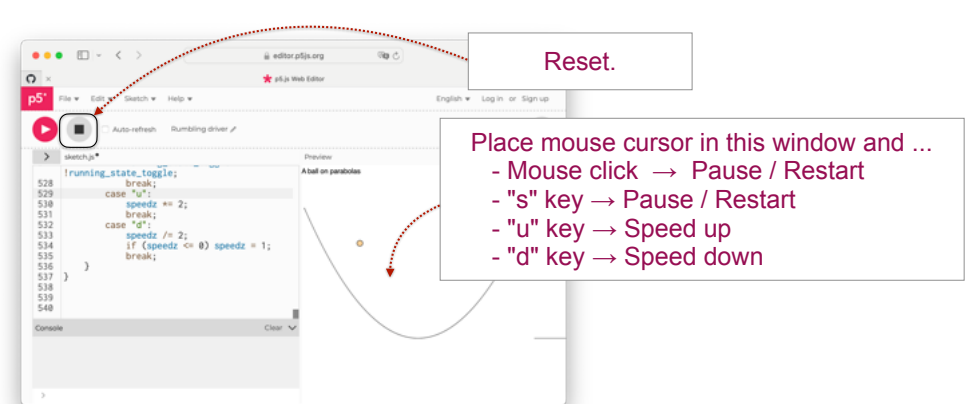 Reset.
editor.p5js.org
p5.js Web Editor
p5* File Edit Sketch Help English Log in or Sign up
Auto-refresh Rumbling driver
Place mouse cursor in this window and ...
- Mouse click → Pause / Restart
- "s" key → Pause / Restart
- "u" key → Speed up
- "d" key → Speed down
sketch.js•
Preview
A ball on parabolas
!running_state_toggle;
528 break;
529 case "u":
530 speedz *= 2;
531 break;
532 case "d":
533 speedz /= 2;
534 if (speedz <= 0) speedz = 1;
535 break;
536 }
537 }
538
539
540
Console Clear